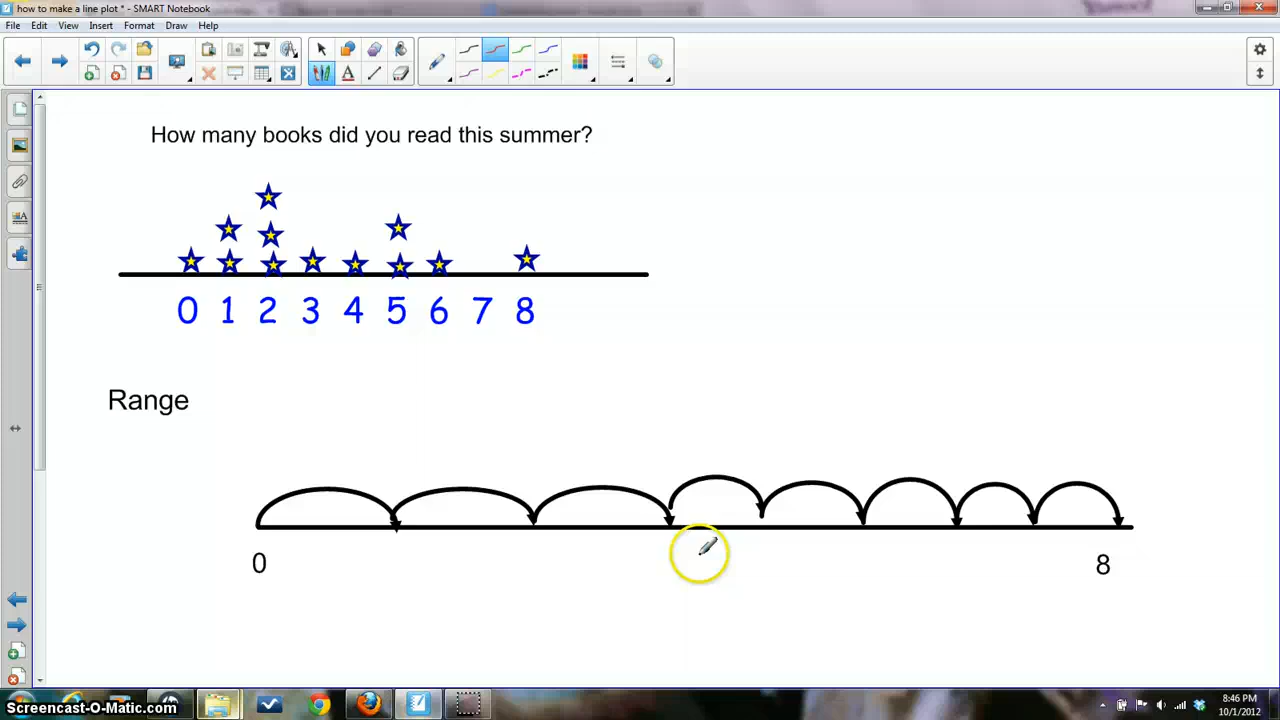 how to make a line plot * - SMART Notebook
File Edit View Insert Format Draw Help
How many books did you read this summer?
0 1 2 3 4 5 6 7 8
Range
0 8
Screencast-O-Matic.com
8:46 PM
10/1/2012